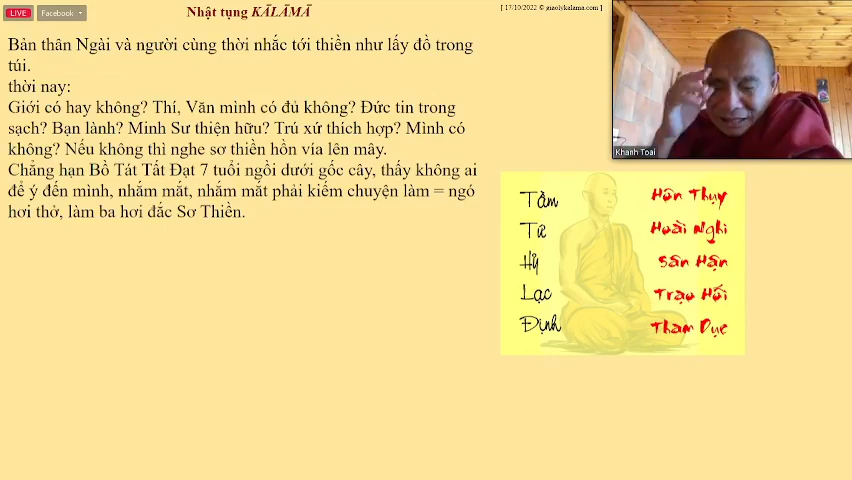 LIVE
Facebook
Nhật tụng KĀLĀMĀ
[ 17/10/2022 © giaolykalama.com ]
Bản thân Ngài và người cùng thời nhắc tới thiền như lấy đồ trong
túi.
thời nay:
Giới có hay không? Thí, Văn mình có đủ không? Đức tin trong
sạch? Bạn lành? Minh Sư thiện hữu? Trú xứ thích hợp? Mình có
không? Nếu không thì nghe sơ thiền hồn vía lên mây.
Chẳng hạn Bồ Tát Tất Đạt 7 tuổi ngồi dưới gốc cây, thấy không ai
để ý đến mình, nhắm mắt, nhắm mắt phải kiếm chuyện làm = ngó
hơi thở, làm ba hơi đắc Sơ Thiền.
Khanh Toai
Tầm Hôn Thụy
Tứ Hoài Nghi
Hỷ Sân Hận
Lạc Trạo Hối
Định Tham Dục